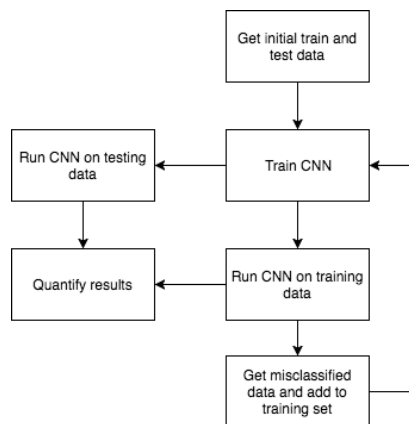 Get initial train and
test data
Run CNN on testing
data
Train CNN
Quantify results
Run CNN on training
data
Get misclassified
data and add to
training set